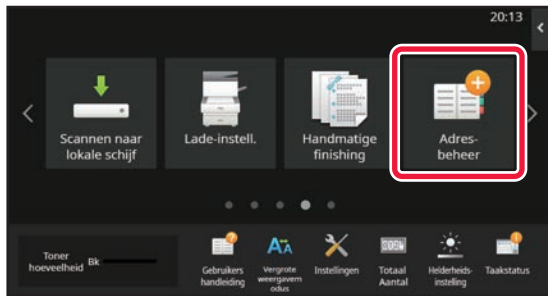 20:13
Scannen naar
lokale schijf
Lade-instell.
Handmatige
finishing
Adres-
beheer
Toner
hoeveelheid
Bk
Gebruikers
handleiding
Vergrote
weergavem
odus
Instellingen
Totaal
Aantal
Helderheids-
instelling
Taakstatus